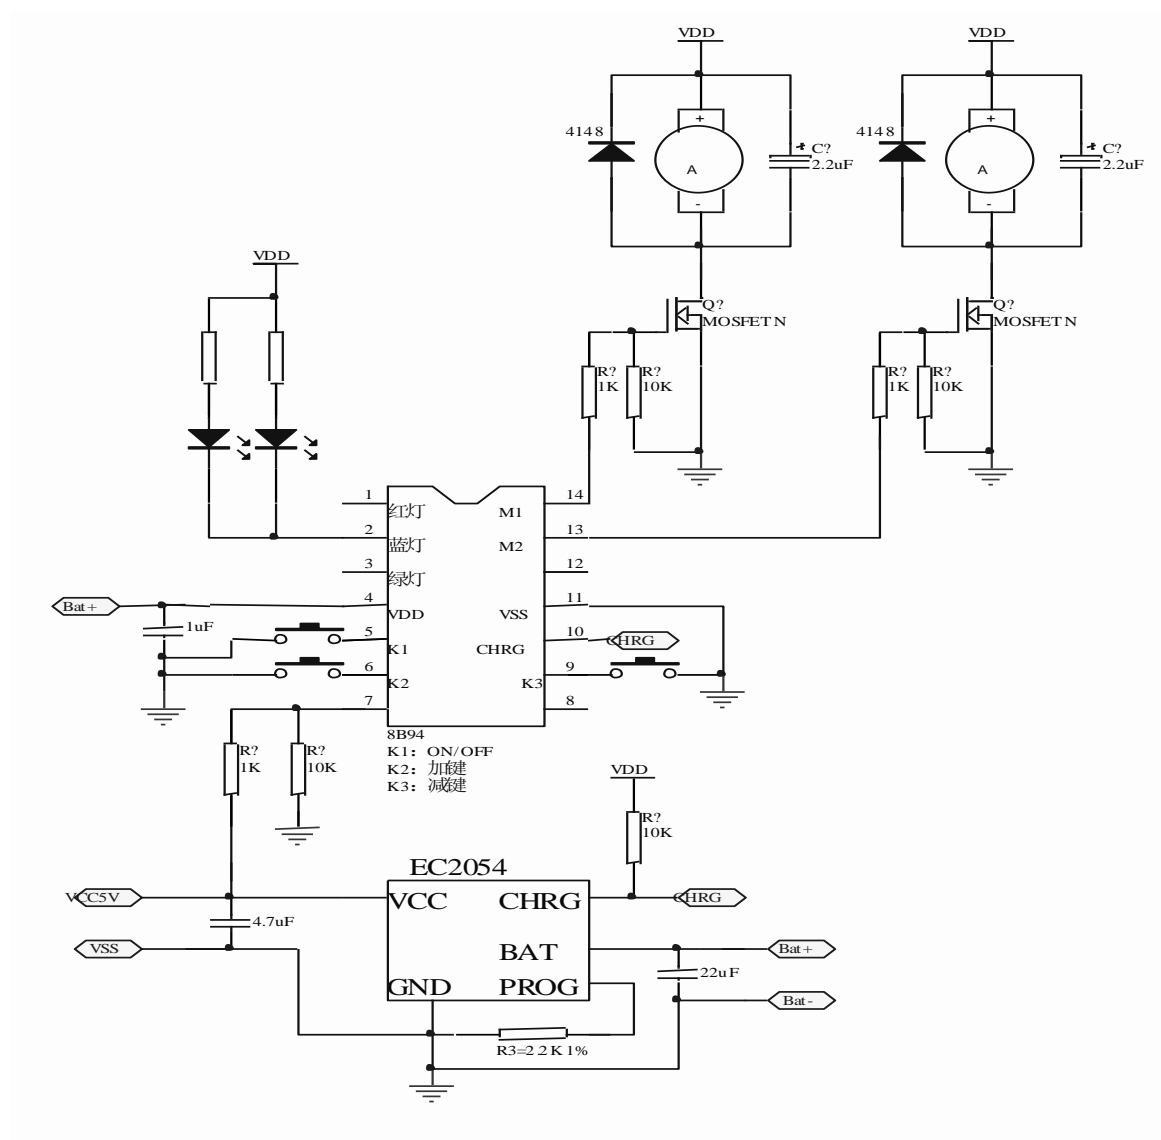 VDD
VDD
+
+
4148
A
C?
2.2uF
4148
A
C?
2.2uF
-
-
VDD
Q?
MOSFET N
Q?
MOSFET N
R?
1K
R?
10K
R?
1K
R?
10K
1
红灯
M1
14
2
蓝灯
M2
13
3
绿灯
12
Bat+
4
VDD
VSS
11
1uF
5
K1
CHRG
10
CHRG
6
K2
K3
9
7
8
8B94
K1：ON/OFF
K2：加键
K3：减键
R?
1K
R?
10K
VDD
R?
10K
EC2054
VCC5V
VCC
CHRG
CHRG
4.7uF
VSS
BAT
Bat+
22uF
GND
PROG
Bat-
R3=2.2K 1%